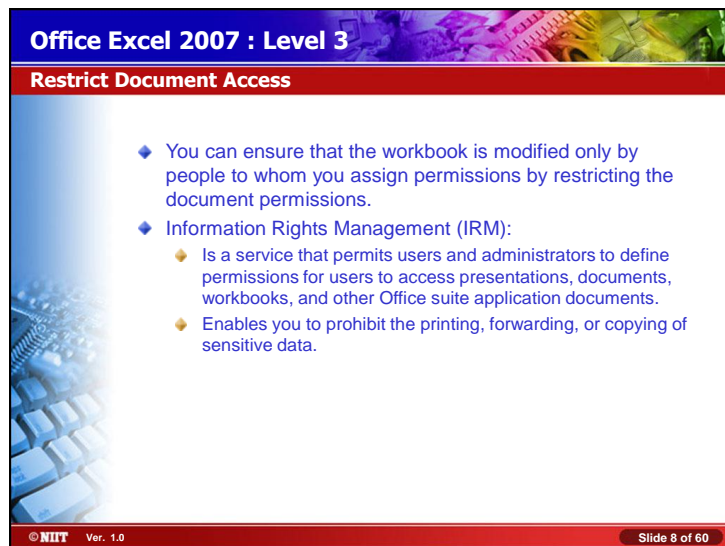 Office Excel 2007 : Level 3
Restrict Document Access
You can ensure that the workbook is modified only by
people to whom you assign permissions by restricting the
document permissions.
Information Rights Management (IRM):
Is a service that permits users and administrators to define
permissions for users to access presentations, documents,
workbooks, and other Office suite application documents.
Enables you to prohibit the printing, forwarding, or copying of
sensitive data.
shift
© NIIT Ver. 1.0 Slide 8 of 60